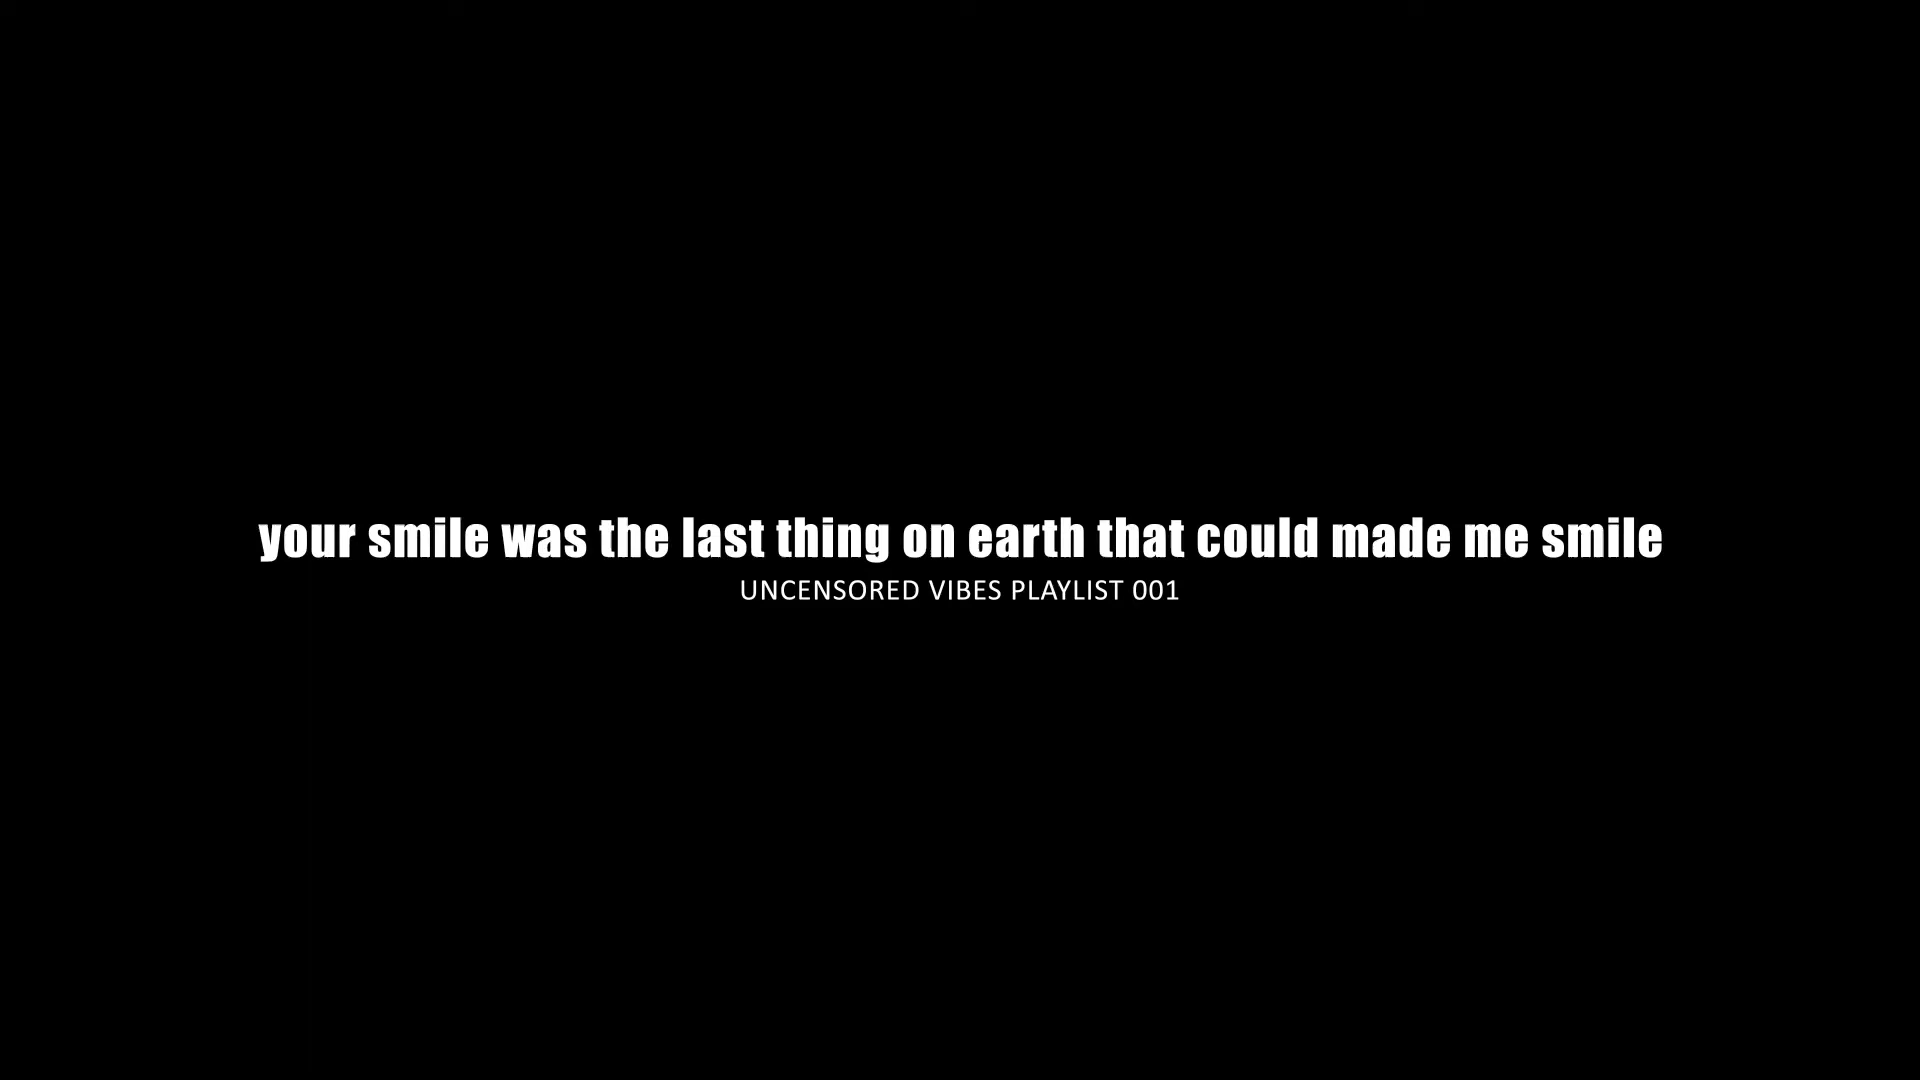 your smile was the last thing on earth that could made me smile
UNCENSORED VIBES PLAYLIST 001